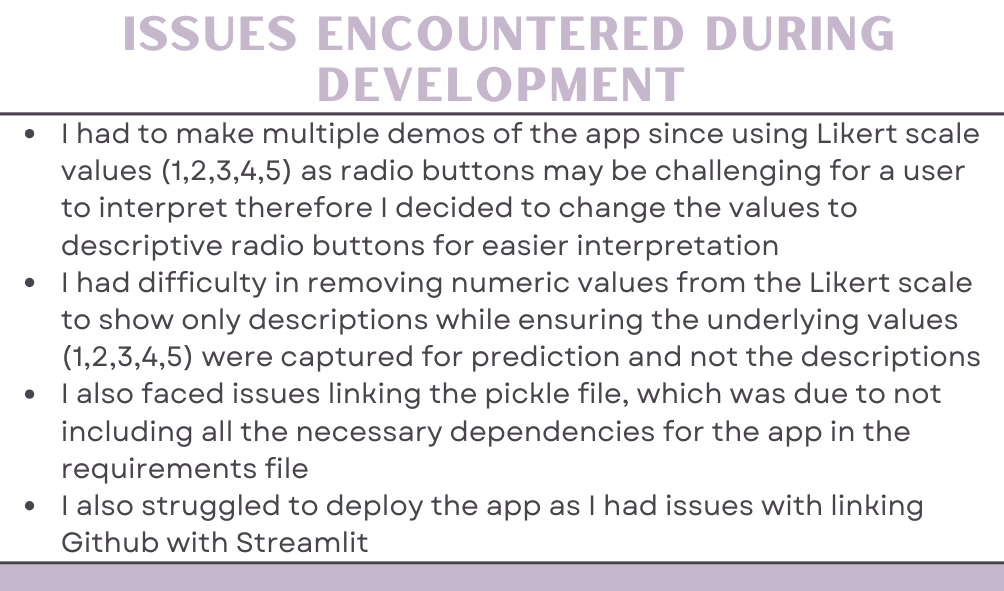 ISSUES ENCOUNTERED DURING
DEVELOPMENT
• I had to make multiple demos of the app since using Likert scale
values (1,2,3,4,5) as radio buttons may be challenging for a user
to interpret therefore I decided to change the values to
descriptive radio buttons for easier interpretation
• I had difficulty in removing numeric values from the Likert scale
to show only descriptions while ensuring the underlying values
(1,2,3,4,5) were captured for prediction and not the descriptions
• I also faced issues linking the pickle file, which was due to not
including all the necessary dependencies for the app in the
requirements file
• I also struggled to deploy the app as I had issues with linking
Github with Streamlit